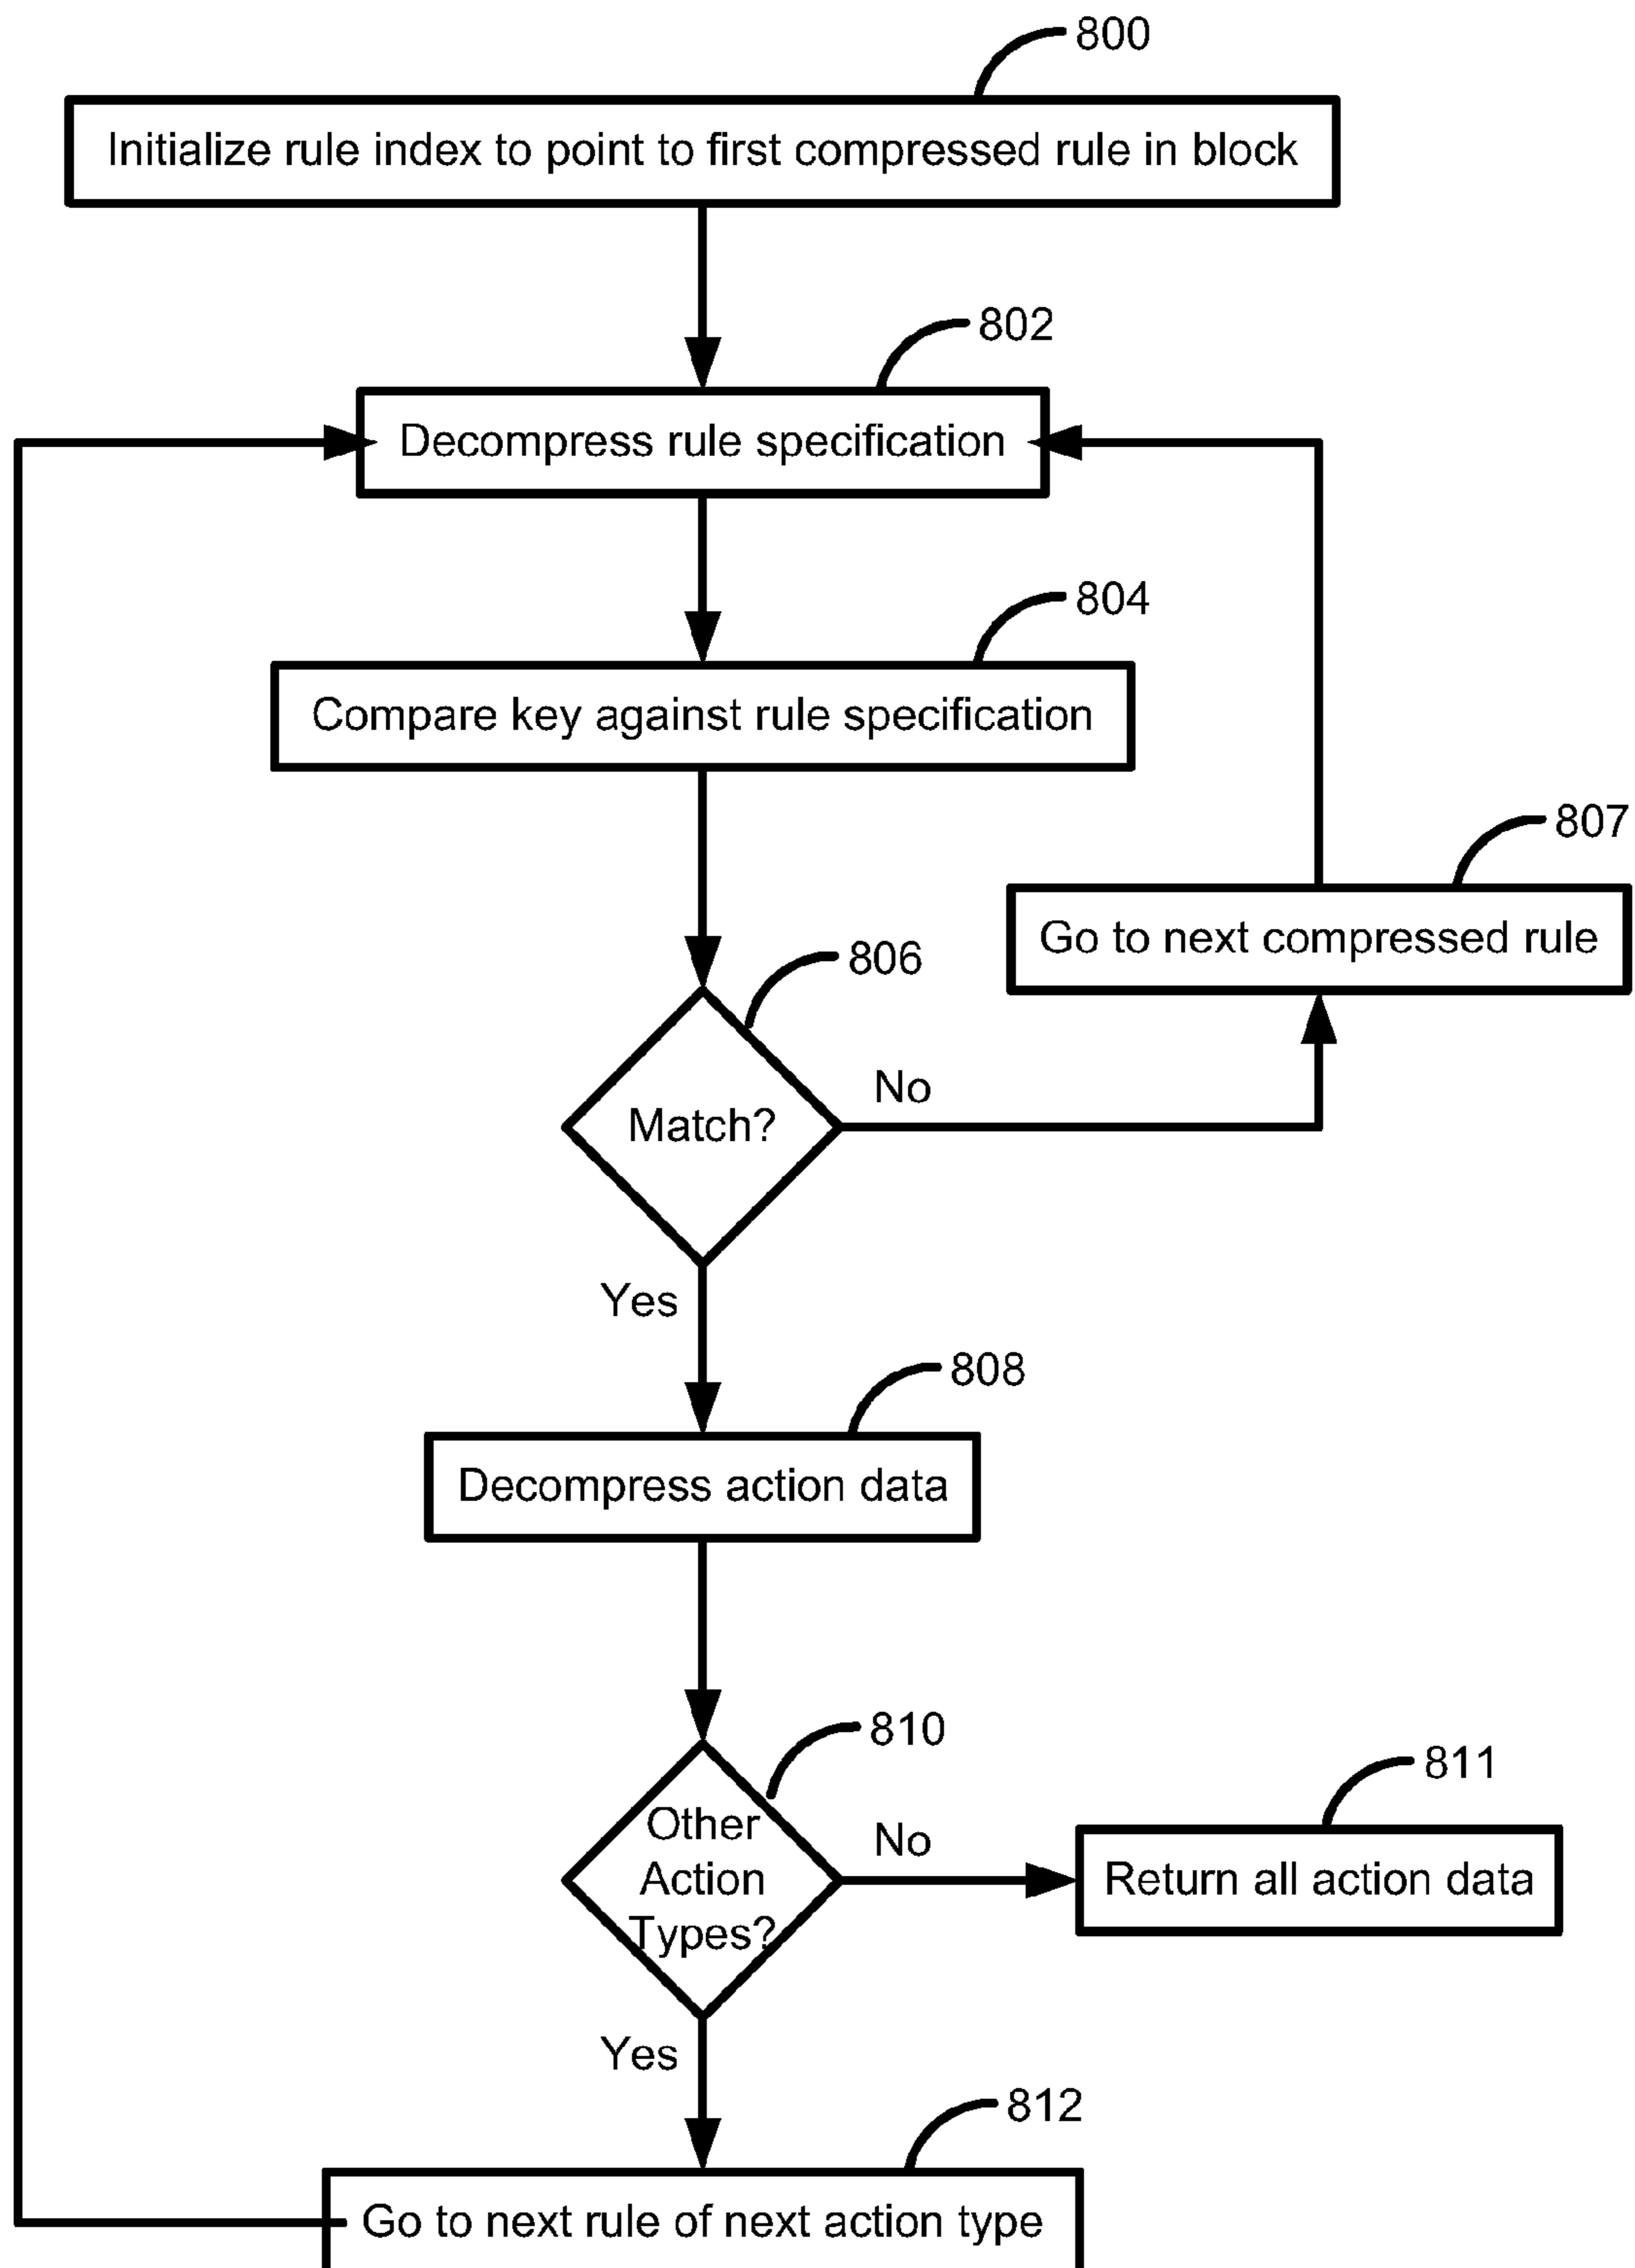 800
Initialize rule index to point to first compressed rule in block
802
Decompress rule specification
804
Compare key against rule specification
807
Go to next compressed rule
806
Match?
No
Yes
808
Decompress action data
810
Other
Action
Types?
No
811
Return all action data
Yes
812
Go to next rule of next action type